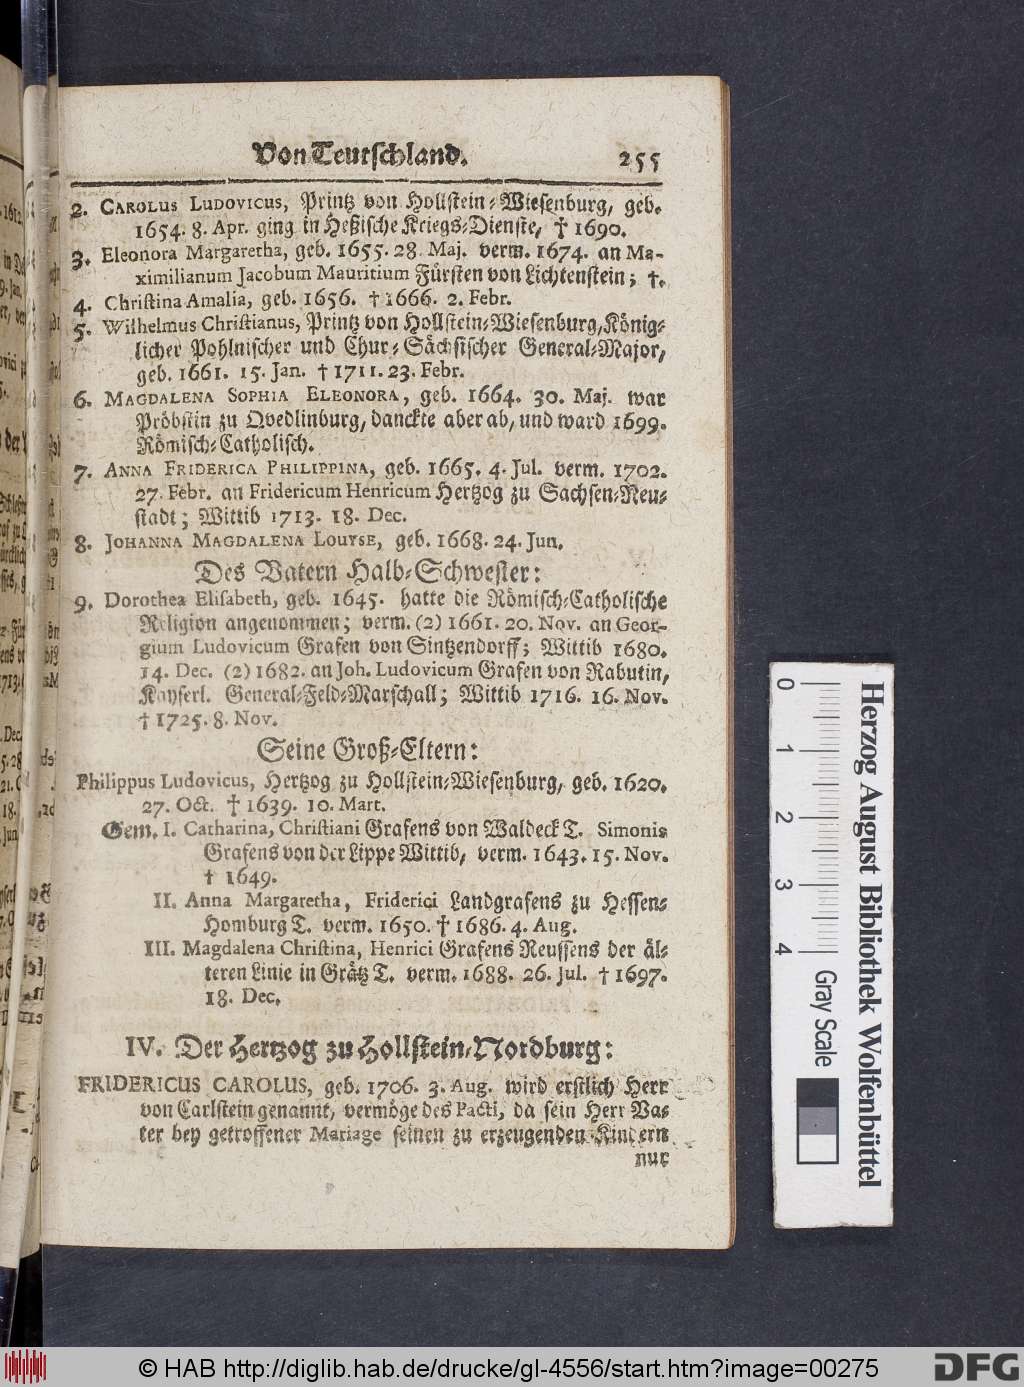 Von Teutschland. 255
2. CAROLUS LUDOVICUS, Printz von Hollstein-Wiesenburg, geb.
1654. 8. Apr. ging in Heßische Kriegs-Dienste, † 1690.
3. Eleonora Margaretha, geb. 1655. 28. Maj. verm. 1674. an Ma-
ximilianum Jacobum Mauritium Fürsten von Lichtenstein; †.
4. Christina Amalia, geb. 1656. † 1666. 2. Febr.
5. Wilhelmus Christianus, Printz von Hollstein-Wiesenburg, König-
licher Pohlnischer und Chur-Sächsischer General-Major,
geb. 1661. 15. Jan. † 1711. 23. Febr.
6. MAGDALENA SOPHIA ELEONORA, geb. 1664. 30. Maj. war
Pröbstin zu Qvedlinburg, danckte aber ab, und ward 1699.
Römisch-Catholisch.
7. ANNA FRIDERICA PHILIPPINA, geb. 1665. 4. Jul. verm. 1702.
27. Febr. an Fridericum Henricum Hertzog zu Sachsen-Neu-
stadt; Wittib 1713. 18. Dec.
8. JOHANNA MAGDALENA LOUYSE, geb. 1668. 24. Jun.
Des Vatern Halb-Schwester:
9. Dorothea Elisabeth, geb. 1645. hatte die Römisch-Catholische
Religion angenommen; verm. (2) 1661. 20. Nov. an Geor-
gium Ludovicum Grafen von Sintzendorff; Wittib 1680.
14. Dec. (2) 1682. an Joh. Ludovicum Grafen von Rabutin,
Kayserl. General-Feld-Marschall; Wittib 1716. 16. Nov.
† 1725. 8. Nov.
Seine Groß-Eltern:
Philippus Ludovicus, Hertzog zu Hollstein-Wiesenburg, geb. 1620.
27. Oct. † 1639. 10. Mart.
Gem. I. Catharina, Christiani Grafens von Waldeck T. Simonis
Grafens von der Lippe Wittib, verm. 1643. 15. Nov.
† 1649.
II. Anna Margaretha, Friderici Landgrafens zu Hessen-
Homburg T. verm. 1650. † 1686. 4. Aug.
III. Magdalena Christina, Henrici Grafens Reussens der äl-
teren Linie in Grätz T. verm. 1688. 26. Jul. † 1697.
18. Dec.
IV. Der Hertzog zu Hollstein-Nordburg:
FRIDERICUS CAROLUS, geb. 1706. 3. Aug. wird erstlich Herr
von Carlstein genannt, vermöge des Pacti, da sein Herr Va-
ter bey getroffener Mariage seinen zu erzeugenden Kindern
nur
0 1 2 3 4
Gray Scale
Herzog August Bibliothek Wolfenbüttel
© HAB http://diglib.hab.de/drucke/gl-4556/start.htm?image=00275
DFG